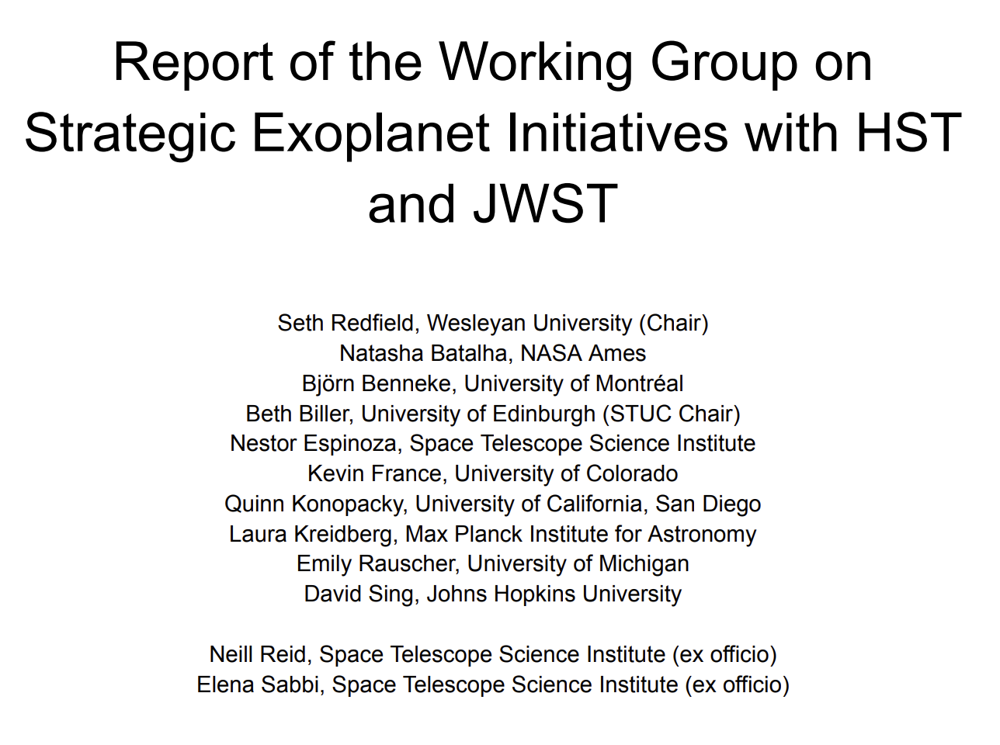 Report of the Working Group on
Strategic Exoplanet Initiatives with HST
and JWST
Seth Redfield, Wesleyan University (Chair)
Natasha Batalha, NASA Ames
Björn Benneke, University of Montréal
Beth Biller, University of Edinburgh (STUC Chair)
Nestor Espinoza, Space Telescope Science Institute
Kevin France, University of Colorado
Quinn Konopacky, University of California, San Diego
Laura Kreidberg, Max Planck Institute for Astronomy
Emily Rauscher, University of Michigan
David Sing, Johns Hopkins University
Neill Reid, Space Telescope Science Institute (ex officio)
Elena Sabbi, Space Telescope Science Institute (ex officio)